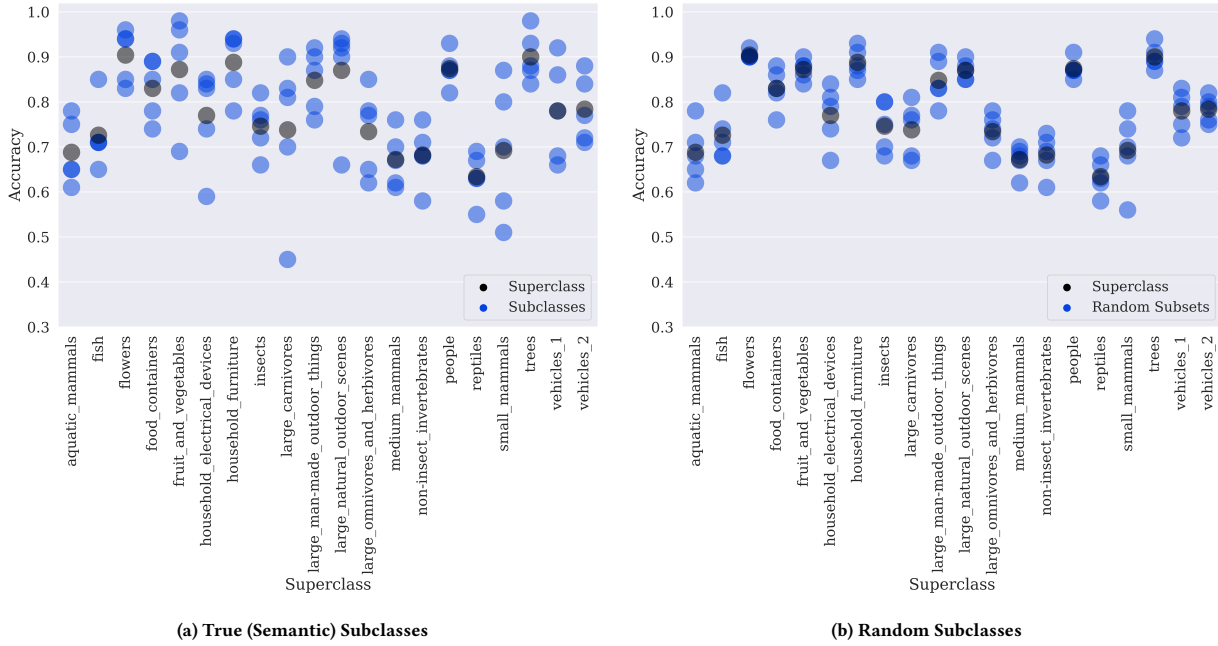 1.0
0.9
0.8
0.7
0.6
0.5
0.4
0.3
Accuracy
Superclass
Subclasses
aquatic_mammals
fish
flowers
food_containers
fruit_and_vegetables
household_electrical_devices
household_furniture
insects
large_carnivores
large_man-made_outdoor_things
large_natural_outdoor_scenes
large_omnivores_and_herbivores
medium_mammals
non-insect_invertebrates
people
reptiles
small_mammals
trees
vehicles_1
vehicles_2
Superclass
(a) True (Semantic) Subclasses
1.0
0.9
0.8
0.7
0.6
0.5
0.4
0.3
Accuracy
Superclass
Random Subsets
aquatic_mammals
fish
flowers
food_containers
fruit_and_vegetables
household_electrical_devices
household_furniture
insects
large_carnivores
large_man-made_outdoor_things
large_natural_outdoor_scenes
large_omnivores_and_herbivores
medium_mammals
non-insect_invertebrates
people
reptiles
small_mammals
trees
vehicles_1
vehicles_2
Superclass
(b) Random Subclasses